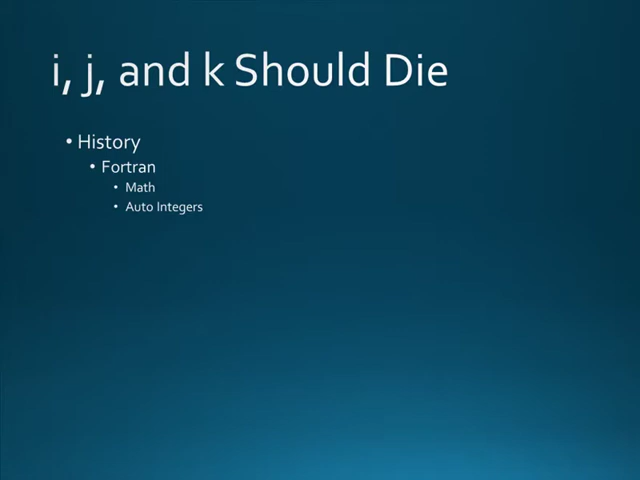 i, j, and k Should Die
• History
• Fortran
• Math
• Auto Integers